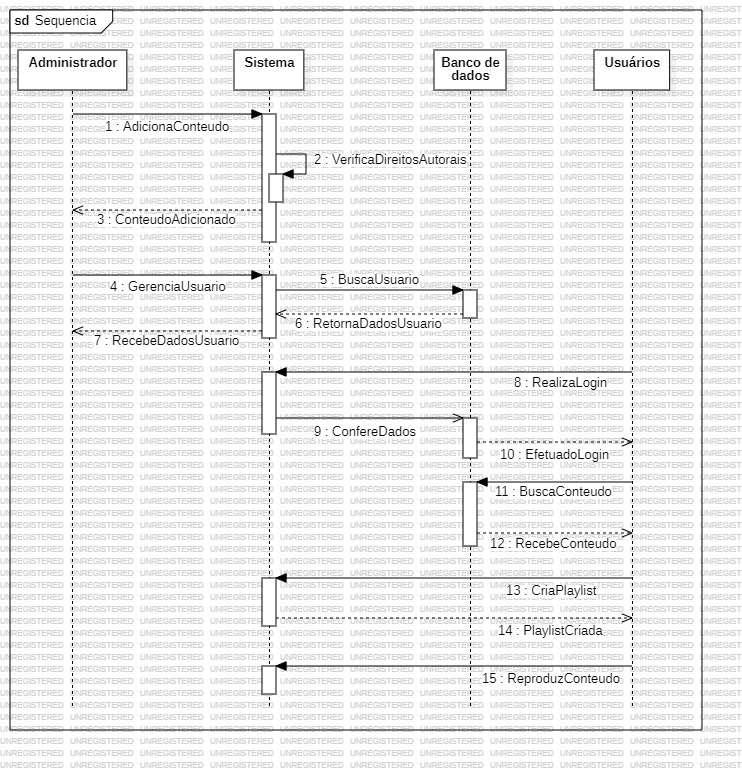 sd Sequencia
Administrador
Sistema
Banco de
dados
Usuários
1 : AdicionaConteudo
2 : VerificaDireitosAutorais
3 : ConteudoAdicionado
4 : GerenciaUsuario
5 : BuscaUsuario
6 : RetornaDadosUsuario
7 : RecebeDadosUsuario
8 : RealizaLogin
9 : ConfereDados
10 : EfetuadoLogin
11 : BuscaConteudo
12 : RecebeConteudo
13 : CriaPlaylist
14 : PlaylistCriada
15 : ReproduzConteudo
UNREGISTERED